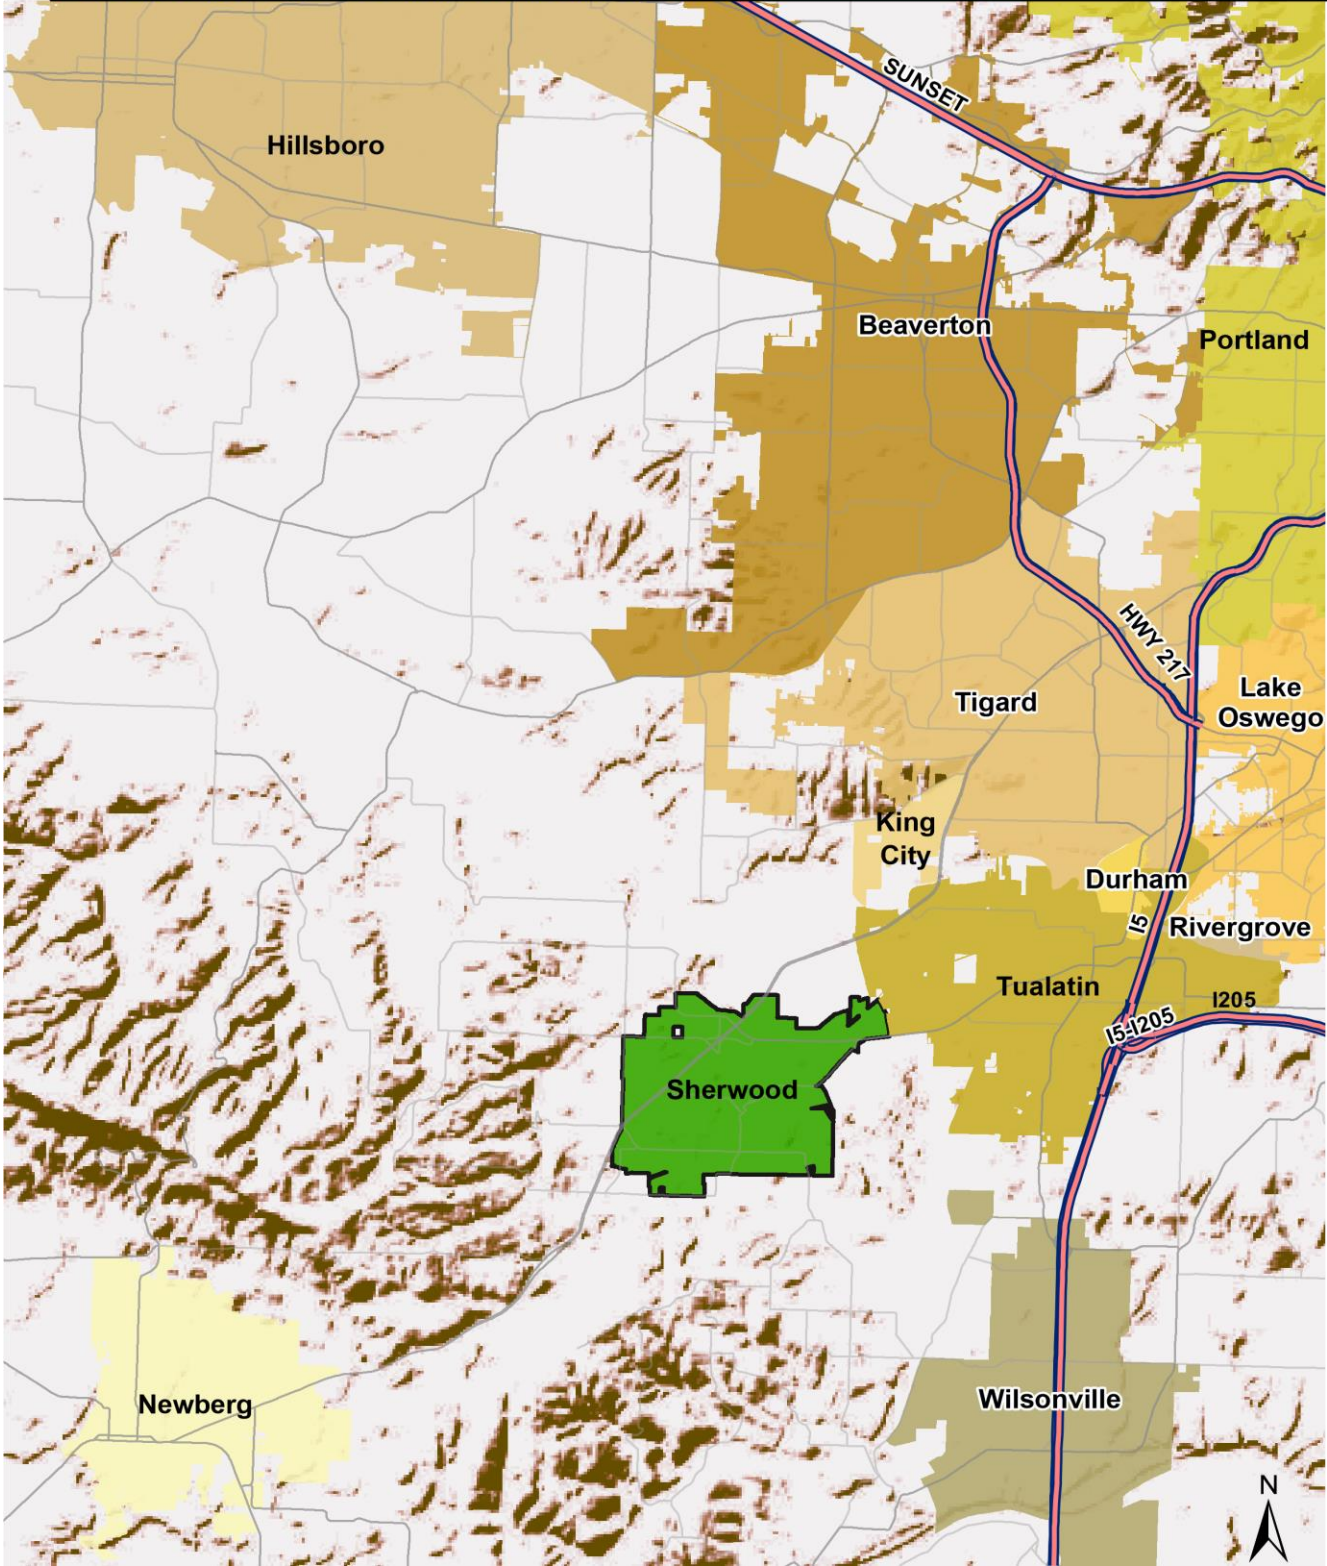 SUNSET
Hillsboro
Beaverton
Portland
HWY 217
Tigard
Lake
Oswego
King
City
Durham
I5
Rivergrove
Tualatin
I205
I5-I205
Sherwood
Newberg
Wilsonville
N